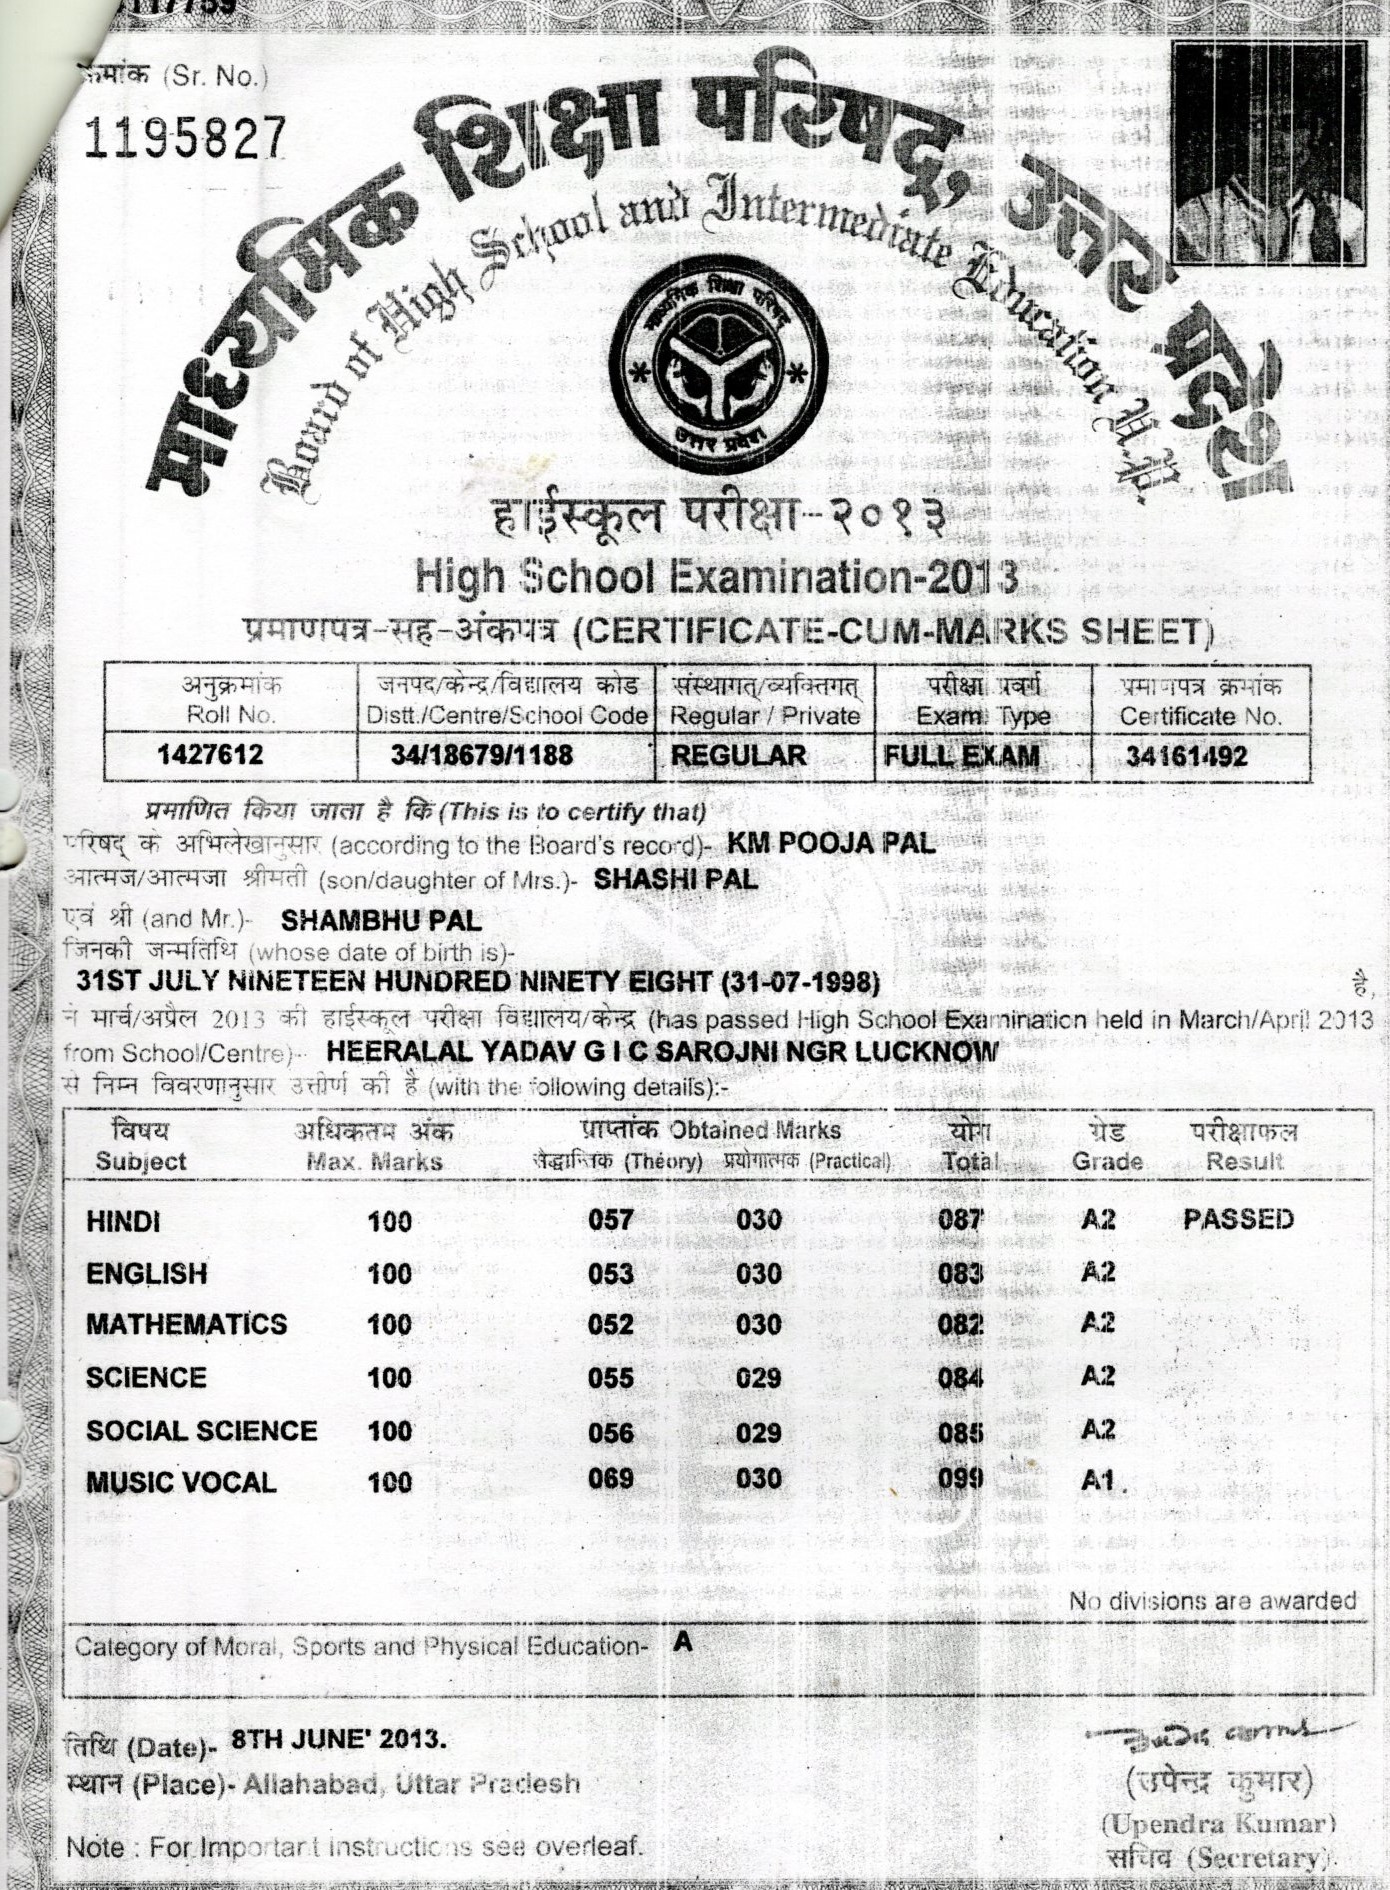 117759
क्रमांक (Sr. No.)
1195827
माध्यमिक शिक्षा परिषद्, उत्तर प्रदेश
Board of High School and Intermediate Education U.P.
माध्यमिक शिक्षा परिषद्
उत्तर प्रदेश
हाईस्कूल परीक्षा-२०१३
High School Examination-2013
प्रमाणपत्र-सह-अंकपत्र (CERTIFICATE-CUM-MARKS SHEET)
अनुक्रमांक जनपद/केन्द्र/विद्यालय कोड संस्थागत्/व्यक्तिगत् परीक्षा प्रवर्ग प्रमाणपत्र क्रमांक
Roll No. Distt./Centre/School Code Regular / Private Exam. Type Certificate No.
1427612 34/18679/1188 REGULAR FULL EXAM 34161492
प्रमाणित किया जाता है कि (This is to certify that)
परिषद् के अभिलेखानुसार (according to the Board's record)- KM POOJA PAL
आत्मज/आत्मजा श्रीमती (son/daughter of Mrs.)- SHASHI PAL
एवं श्री (and Mr.)- SHAMBHU PAL
जिनकी जन्मतिथि (whose date of birth is)-
31ST JULY NINETEEN HUNDRED NINETY EIGHT (31-07-1998) है,
ने मार्च/अप्रैल 2013 की हाईस्कूल परीक्षा विद्यालय/केन्द्र (has passed High School Examination held in March/April 2013
from School/Centre)- HEERALAL YADAV G I C SAROJNI NGR LUCKNOW
से निम्न विवरणानुसार उत्तीर्ण की है (with the following details):-
विषय अधिकतम अंक प्राप्तांक Obtained Marks योग ग्रेड परीक्षाफल
Subject Max. Marks सैद्धान्तिक (Theory) प्रयोगात्मक (Practical) Total Grade Result
HINDI 100 057 030 087 A2 PASSED
ENGLISH 100 053 030 083 A2
MATHEMATICS 100 052 030 082 A2
SCIENCE 100 055 029 084 A2
SOCIAL SCIENCE 100 056 029 085 A2
MUSIC VOCAL 100 069 030 099 A1
No divisions are awarded
Category of Moral, Sports and Physical Education- A
तिथि (Date)- 8TH JUNE' 2013.
स्थान (Place)- Allahabad, Uttar Pradesh
(उपेन्द्र कुमार)
(Upendra Kumar)
सचिव (Secretary)
Note : For Important instructions see overleaf.